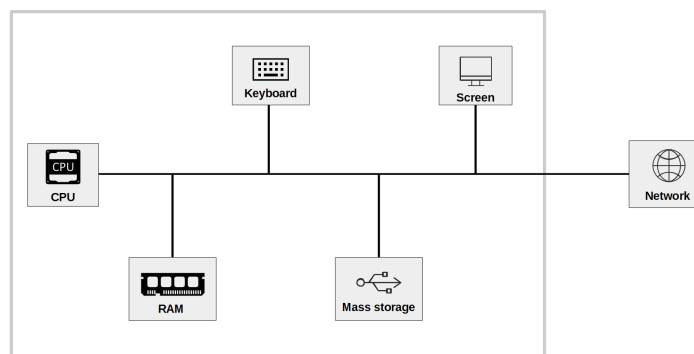 Keyboard
Screen
CPU
CPU
Network
RAM
Mass storage